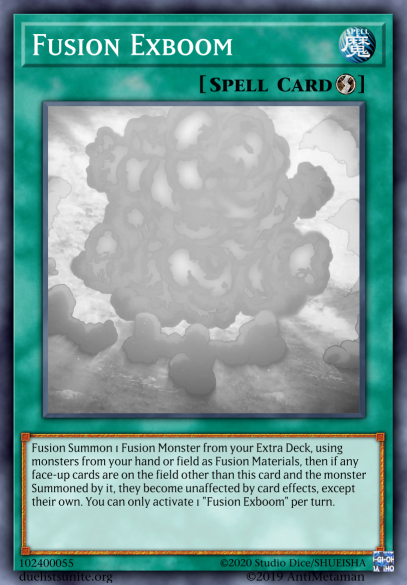 FUSION EXBOOM
SPELL
魔
[SPELL CARD]
Fusion Summon 1 Fusion Monster from your Extra Deck, using
monsters from your hand or field as Fusion Materials, then if any
face-up cards are on the field other than this card and the monster
Summoned by it, they become unaffected by card effects, except
their own. You can only activate 1 "Fusion Exboom" per turn.
102400055
©2020 Studio Dice/SHUEISHA
duelistsunite.org
©2019 AntiMetaman